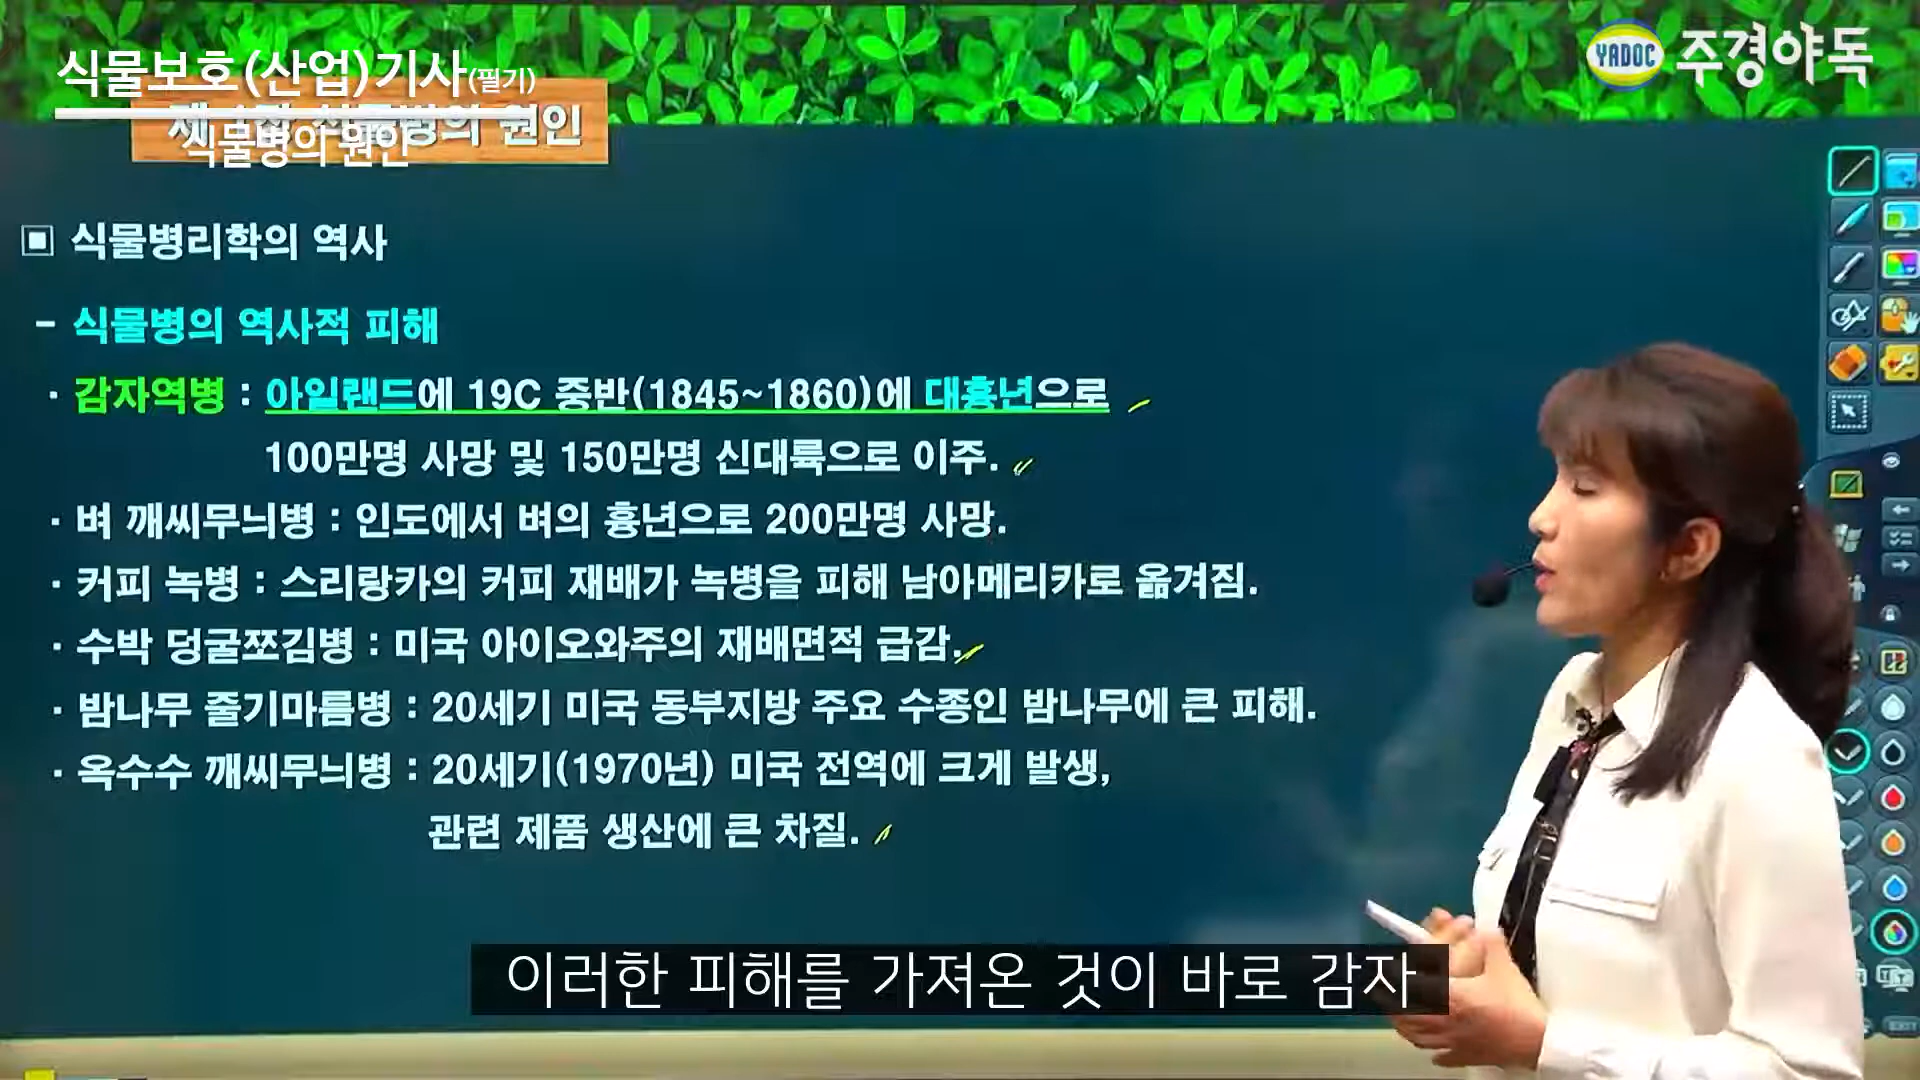 식물보호(산업)기사(필기)
YADOC 주경야독
식물병의 원인
식물병의 원인
▣ 식물병리학의 역사
- 식물병의 역사적 피해
· 감자역병 : 아일랜드에 19C 중반(1845~1860)에 대흉년으로
100만명 사망 및 150만명 신대륙으로 이주.
· 벼 깨씨무늬병 : 인도에서 벼의 흉년으로 200만명 사망.
· 커피 녹병 : 스리랑카의 커피 재배가 녹병을 피해 남아메리카로 옮겨짐.
· 수박 덩굴쪼김병 : 미국 아이오와주의 재배면적 급감.
· 밤나무 줄기마름병 : 20세기 미국 동부지방 주요 수종인 밤나무에 큰 피해.
· 옥수수 깨씨무늬병 : 20세기(1970년) 미국 전역에 크게 발생,
관련 제품 생산에 큰 차질.
이러한 피해를 가져온 것이 바로 감자